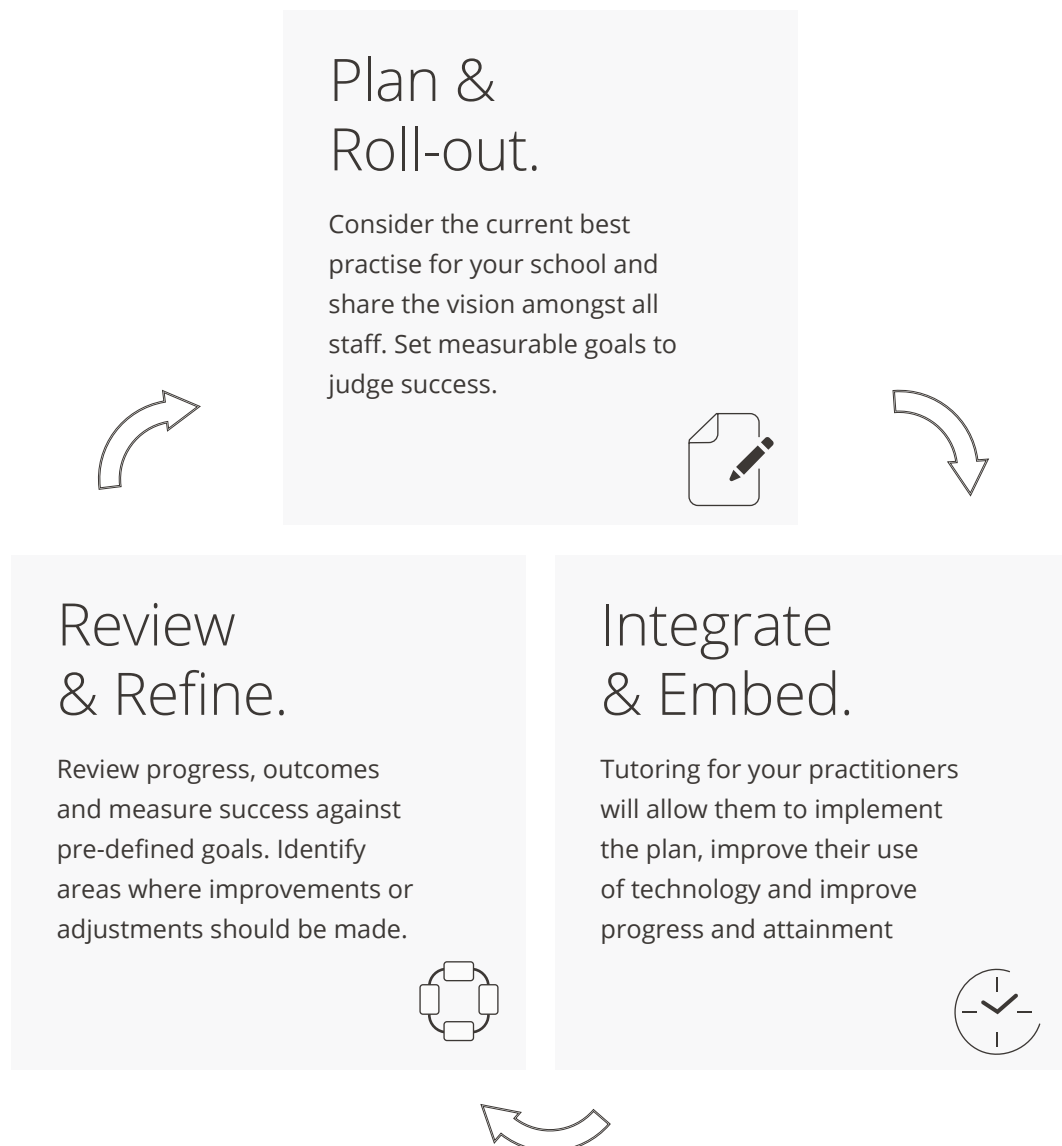 Plan &
Roll-out.
Consider the current best
practise for your school and
share the vision amongst all
staff. Set measurable goals to
judge success.
Review
& Refine.
Review progress, outcomes
and measure success against
pre-defined goals. Identify
areas where improvements or
adjustments should be made.
Integrate
& Embed.
Tutoring for your practitioners
will allow them to implement
the plan, improve their use
of technology and improve
progress and attainment